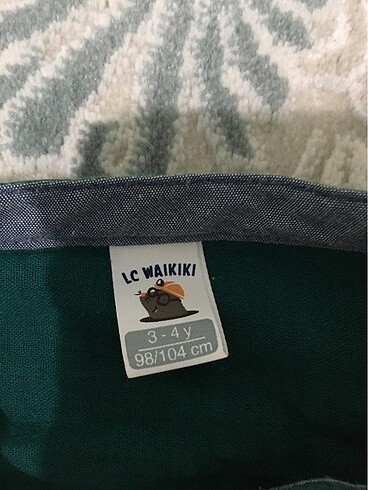 LC WAIKIKI
3 - 4 y
98/104 cm